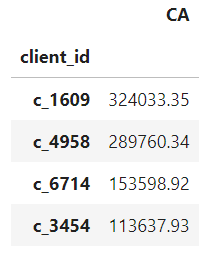 CA
client_id
c_1609 324033.35
c_4958 289760.34
c_6714 153598.92
c_3454 113637.93